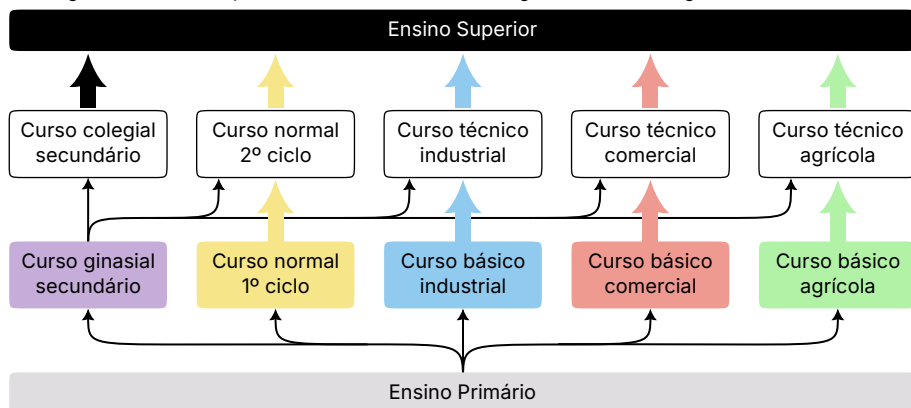 Ensino Superior
Curso colegial
secundário
Curso normal
2º ciclo
Curso técnico
industrial
Curso técnico
comercial
Curso técnico
agrícola
Curso ginasial
secundário
Curso normal
1º ciclo
Curso básico
industrial
Curso básico
comercial
Curso básico
agrícola
Ensino Primário